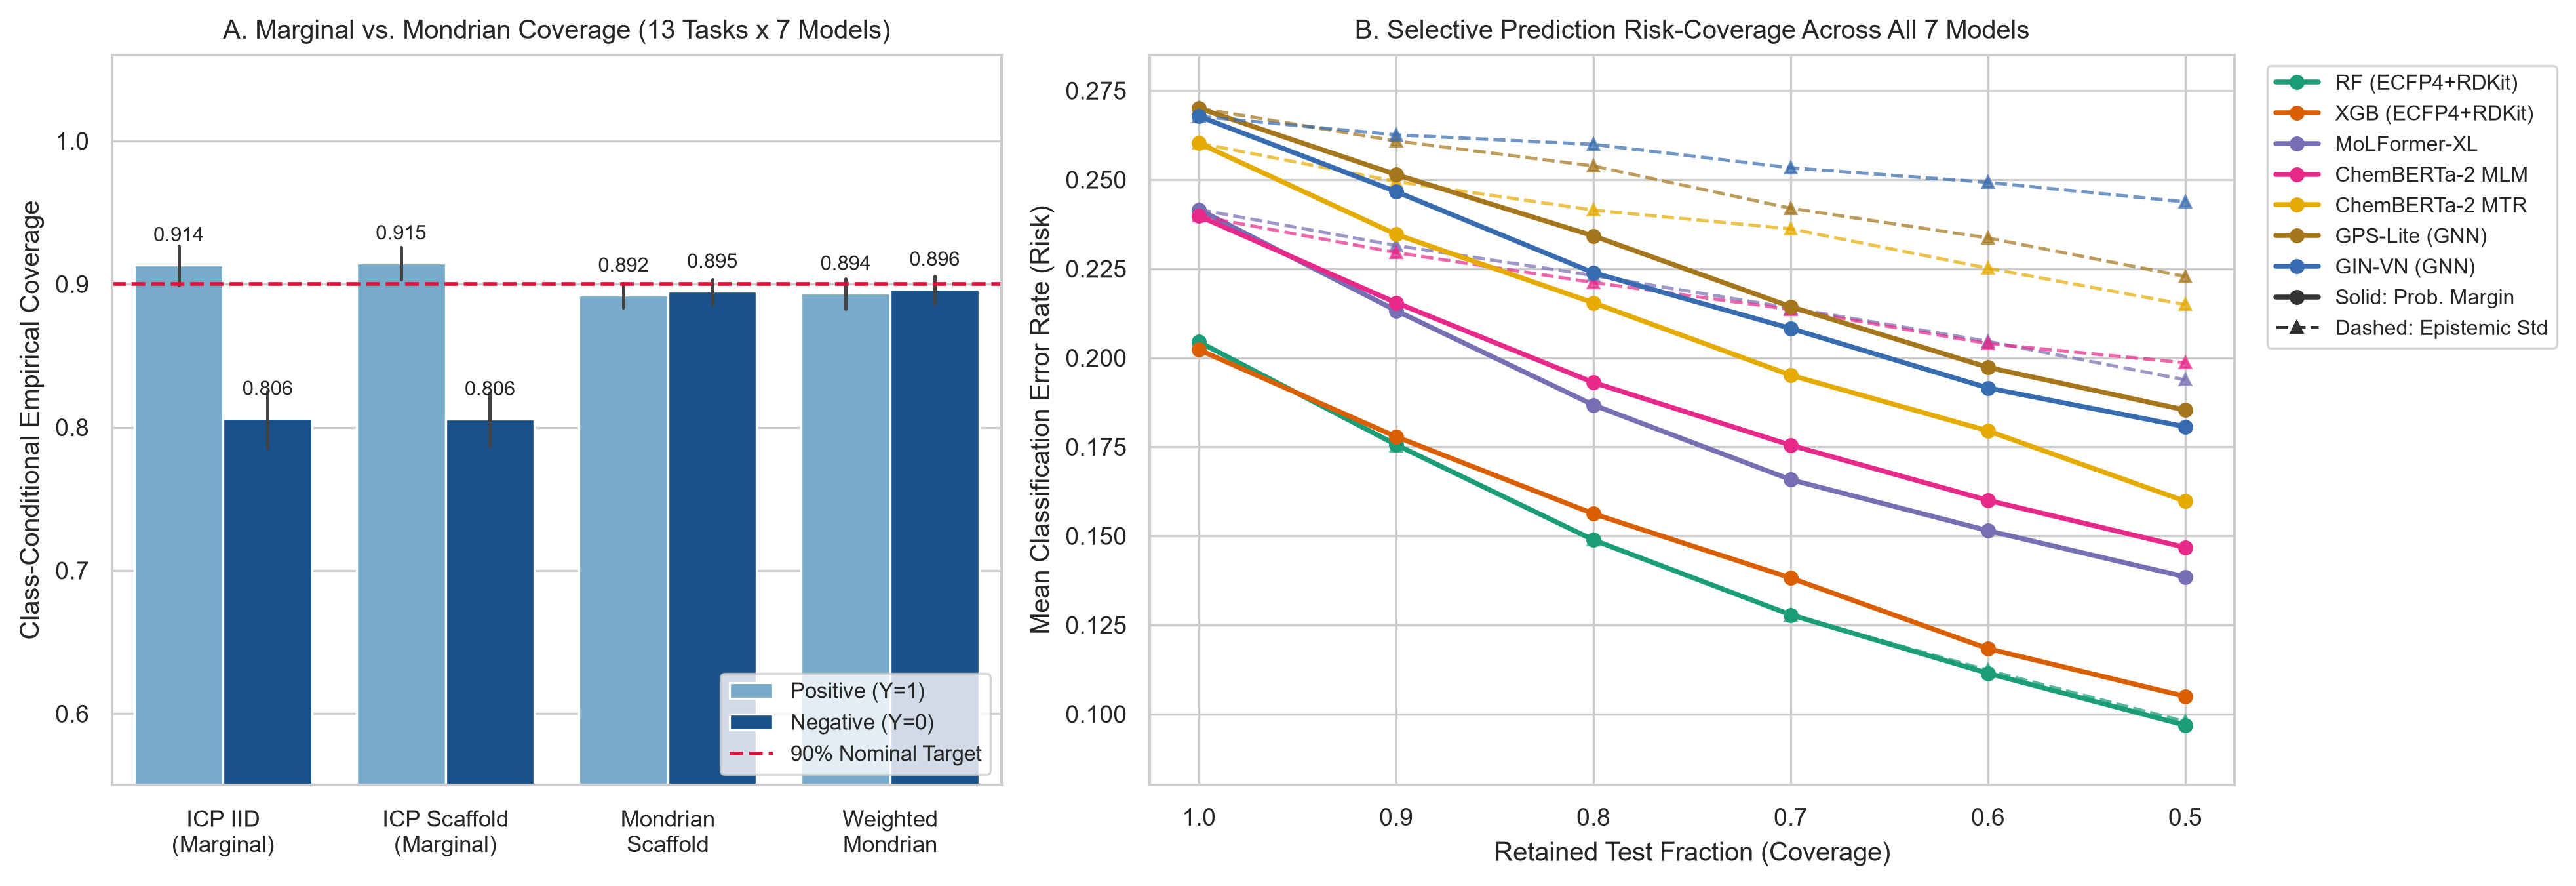 A. Marginal vs. Mondrian Coverage (13 Tasks x 7 Models)
Class-Conditional Empirical Coverage
1.0
0.9
0.8
0.7
0.6
0.914
0.806
0.915
0.806
0.892
0.895
0.894
0.896
Positive (Y=1)
Negative (Y=0)
90% Nominal Target
ICP IID
(Marginal)
ICP Scaffold
(Marginal)
Mondrian
Scaffold
Weighted
Mondrian
B. Selective Prediction Risk-Coverage Across All 7 Models
Mean Classification Error Rate (Risk)
0.275
0.250
0.225
0.200
0.175
0.150
0.125
0.100
1.0
0.9
0.8
0.7
0.6
0.5
Retained Test Fraction (Coverage)
RF (ECFP4+RDKit)
XGB (ECFP4+RDKit)
MoLFormer-XL
ChemBERTa-2 MLM
ChemBERTa-2 MTR
GPS-Lite (GNN)
GIN-VN (GNN)
Solid: Prob. Margin
Dashed: Epistemic Std